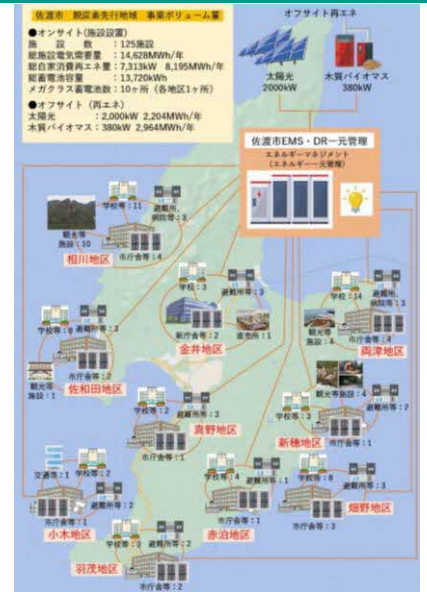 佐渡市 脱炭素先行地域 事業ボリューム量
●オンサイト(施設設置)
施設数:125施設
総施設電気需要量:14,628MWh/年
総自家消費再エネ量:7,313kW 8,195MWh/年
総蓄電池容量:13,720kWh
メガクラス蓄電池数:10ヶ所(各地区1ヶ所)
●オフサイト(再エネ)
太陽光:2,000kW 2,204MWh/年
木質バイオマス:380kW 2,964MWh/年
オフサイト再エネ
太陽光
2000kW
木質バイオマス
380kW
佐渡市EMS・DR一元管理
エネルギーマネジメント
(エネルギー一元管理)
学校等:11
避難所、
病院等:3
観光等
施設:10
市庁舎等:4
相川地区
学校:3
避難所等:3
新庁舎等:2
直売所:1
金井地区
学校:14
避難所、
病院等:3
観光等
施設:4
市庁舎等:4
両津地区
避難所等:3
観光等
施設:1
市庁舎等:2
佐和田地区
学校等:2
避難所等:3
市庁舎等:1
真野地区
観光等施設:4
学校等:3
避難所等:2
市庁舎等:1
新穂地区
交通等:1
学校等:2
避難所等:2
市庁舎等:1
小木地区
学校等:4
避難所等:1
市庁舎等:1
赤泊地区
学校等:8
避難所等:2
市庁舎等:3
畑野地区
学校等:3
避難所等:2
市庁舎等:2
羽茂地区